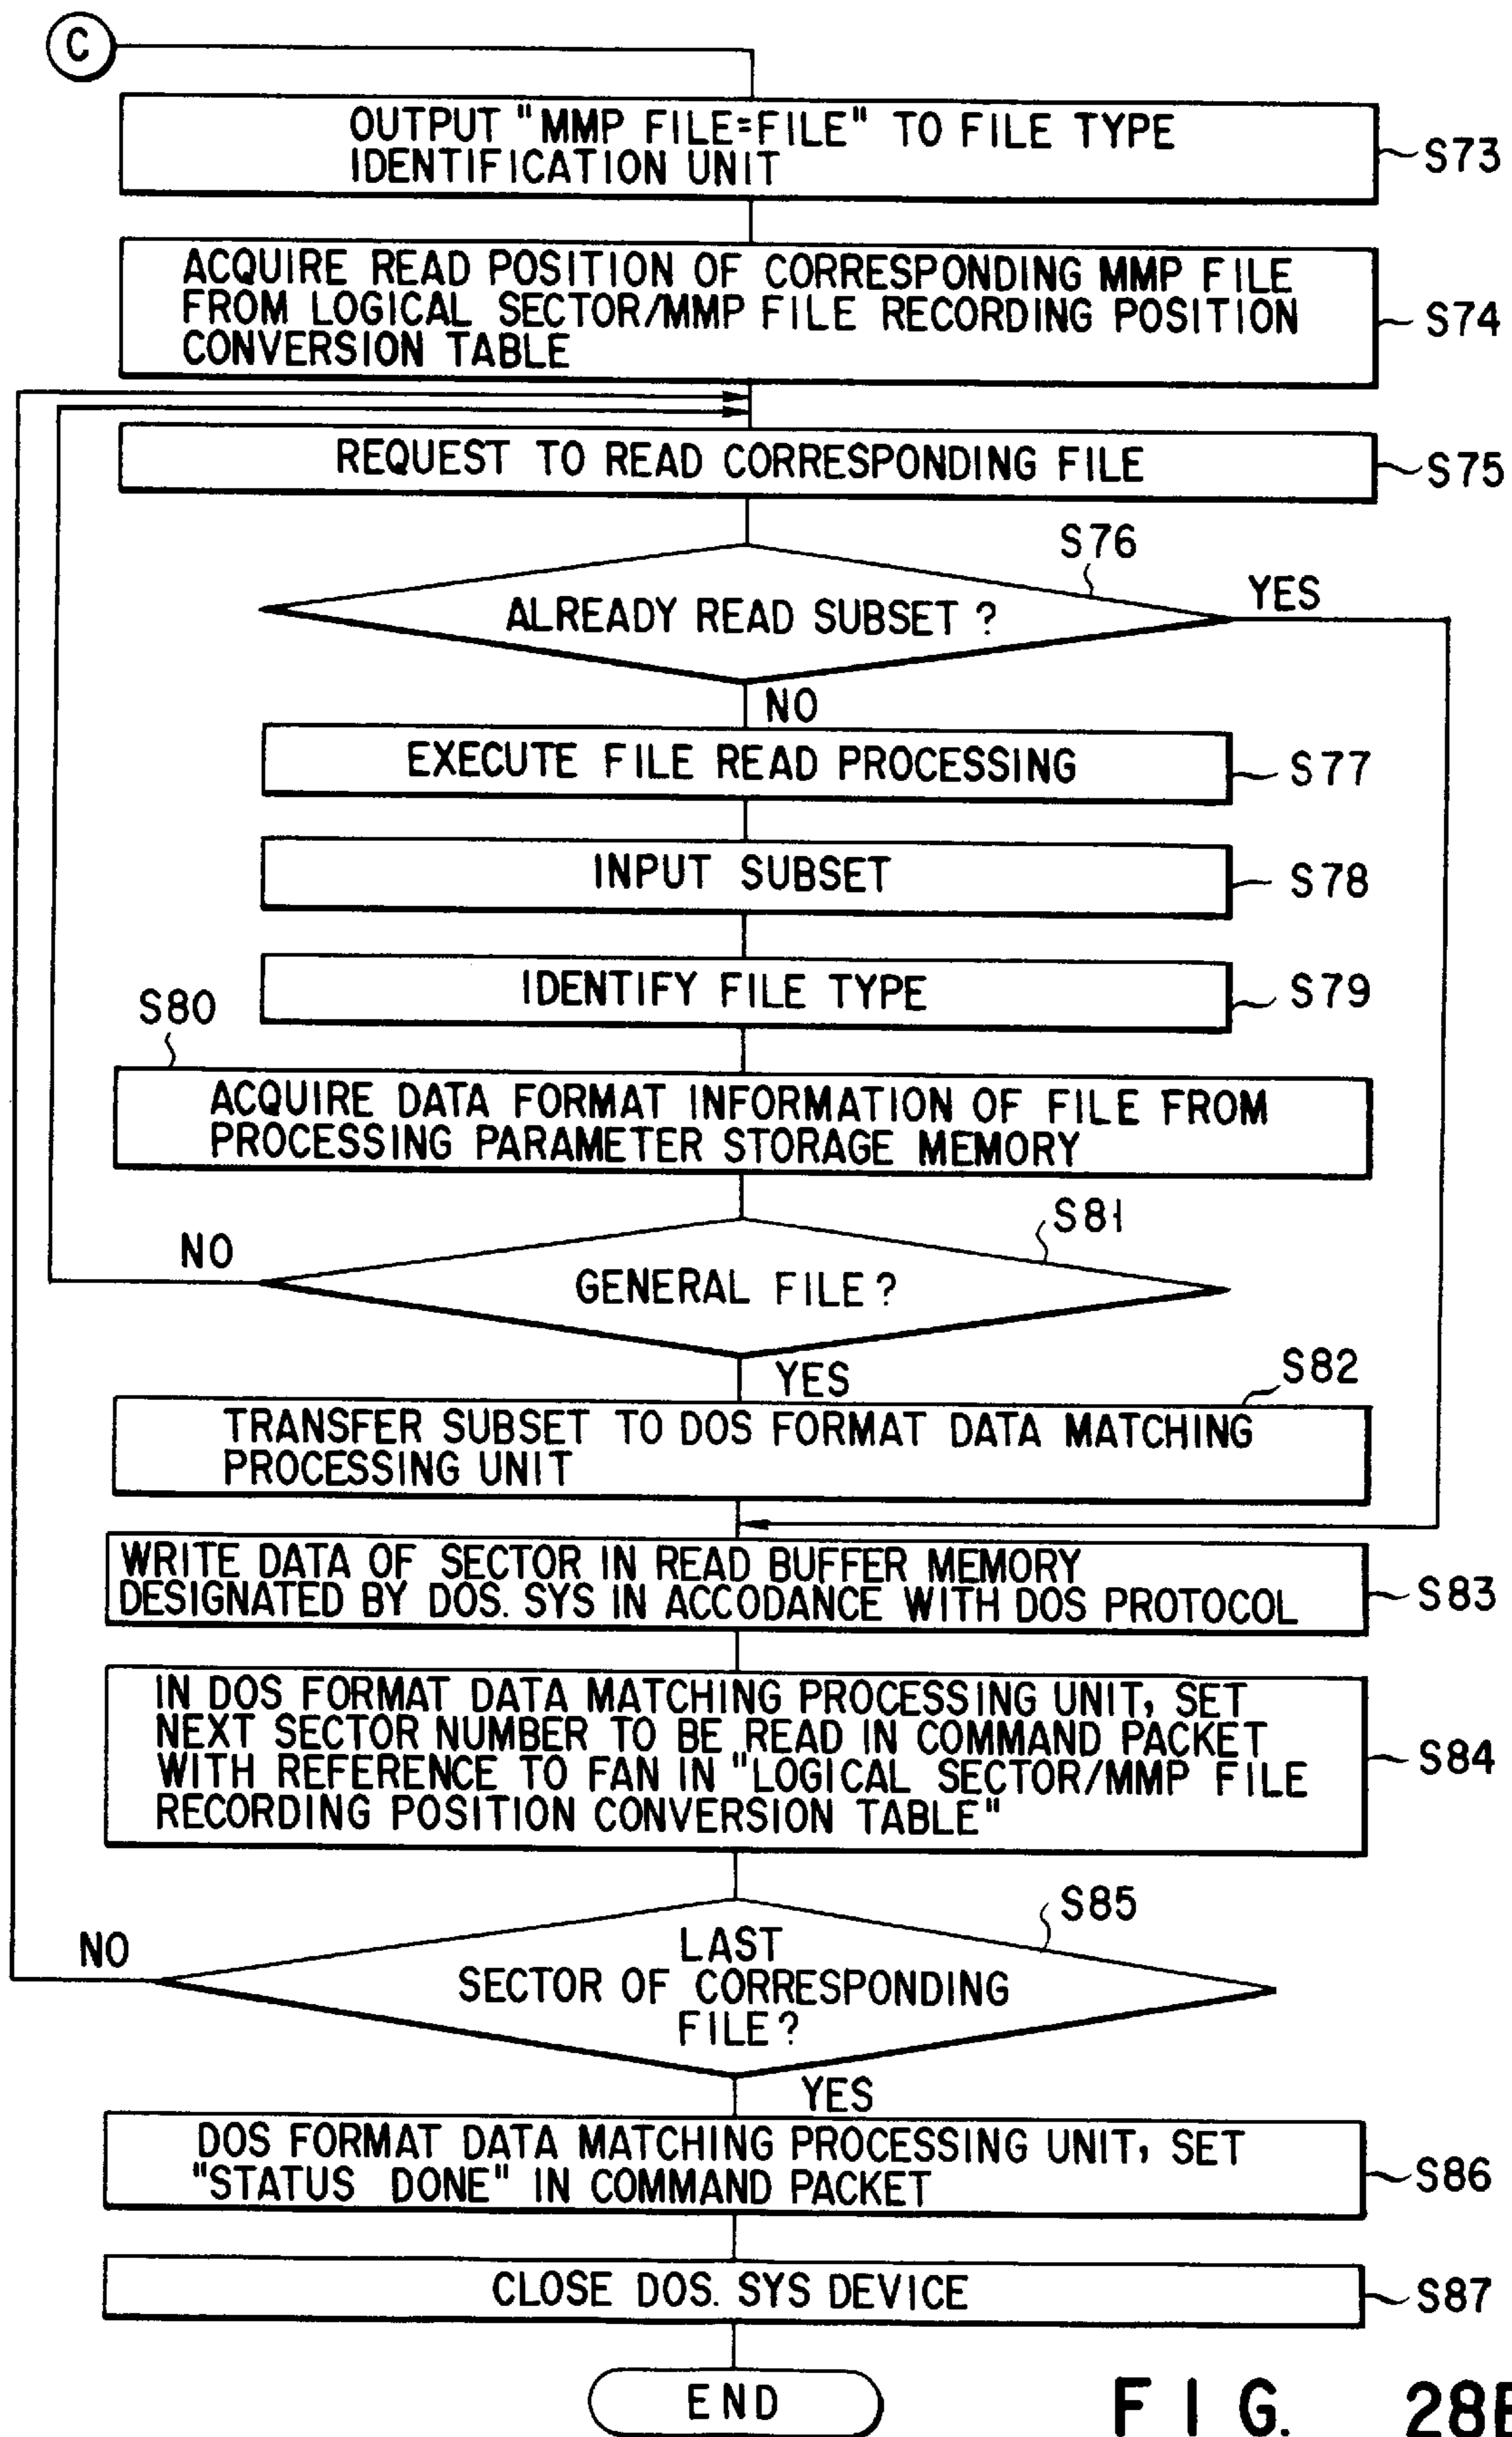 C
OUTPUT "MMP FILE=FILE" TO FILE TYPE
IDENTIFICATION UNIT
S73
ACQUIRE READ POSITION OF CORRESPONDING MMP FILE
FROM LOGICAL SECTOR/MMP FILE RECORDING POSITION
CONVERSION TABLE
S74
REQUEST TO READ CORRESPONDING FILE
S75
S76
ALREADY READ SUBSET ?
YES
NO
EXECUTE FILE READ PROCESSING
S77
INPUT SUBSET
S78
IDENTIFY FILE TYPE
S79
S80
ACQUIRE DATA FORMAT INFORMATION OF FILE FROM
PROCESSING PARAMETER STORAGE MEMORY
S81
NO
GENERAL FILE ?
YES
S82
TRANSFER SUBSET TO DOS FORMAT DATA MATCHING
PROCESSING UNIT
WRITE DATA OF SECTOR IN READ BUFFER MEMORY
DESIGNATED BY DOS. SYS IN ACCODANCE WITH DOS PROTOCOL
S83
IN DOS FORMAT DATA MATCHING PROCESSING UNIT, SET
NEXT SECTOR NUMBER TO BE READ IN COMMAND PACKET
WITH REFERENCE TO FAN IN "LOGICAL SECTOR/MMP FILE
RECORDING POSITION CONVERSION TABLE"
S84
S85
NO
LAST
SECTOR OF CORRESPONDING
FILE ?
YES
DOS FORMAT DATA MATCHING PROCESSING UNIT, SET
"STATUS DONE" IN COMMAND PACKET
S86
CLOSE DOS. SYS DEVICE
S87
END
FIG. 28B